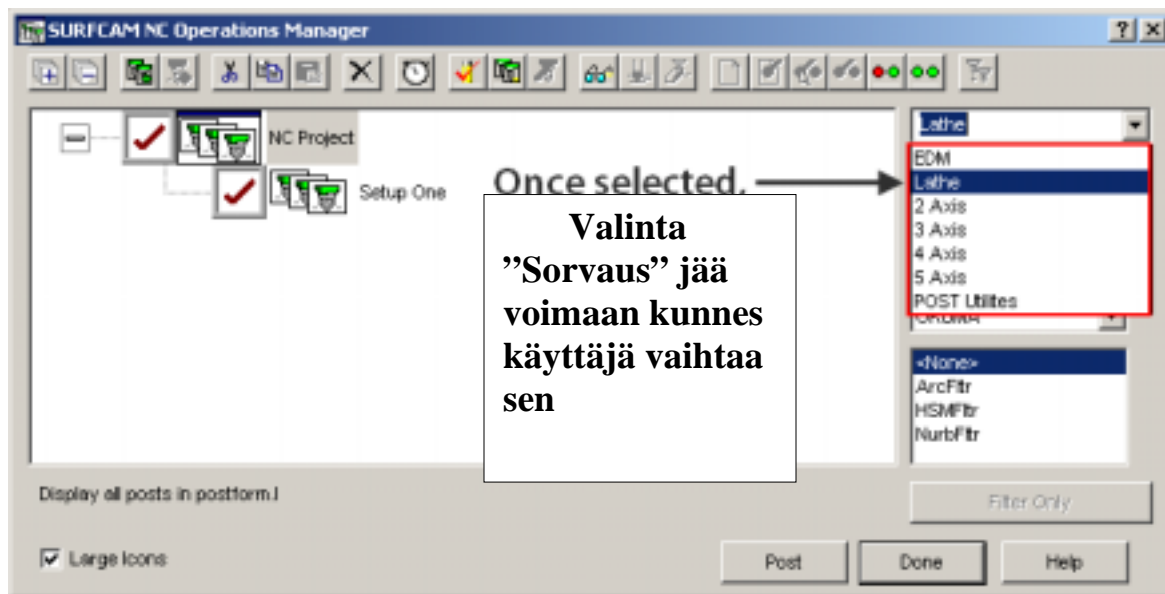 SURFCAM NC Operations Manager
NC Project
Setup One
Once selected,
Valinta
”Sorvaus” jää
voimaan kunnes
käyttäjä vaihtaa
sen
Lathe
EDM
Lathe
2 Axis
3 Axis
4 Axis
5 Axis
POST Utilites
<None>
ArcFltr
HSMFltr
NurbFltr
Display all posts in postform.l
Filter Only
Large Icons
Post
Done
Help